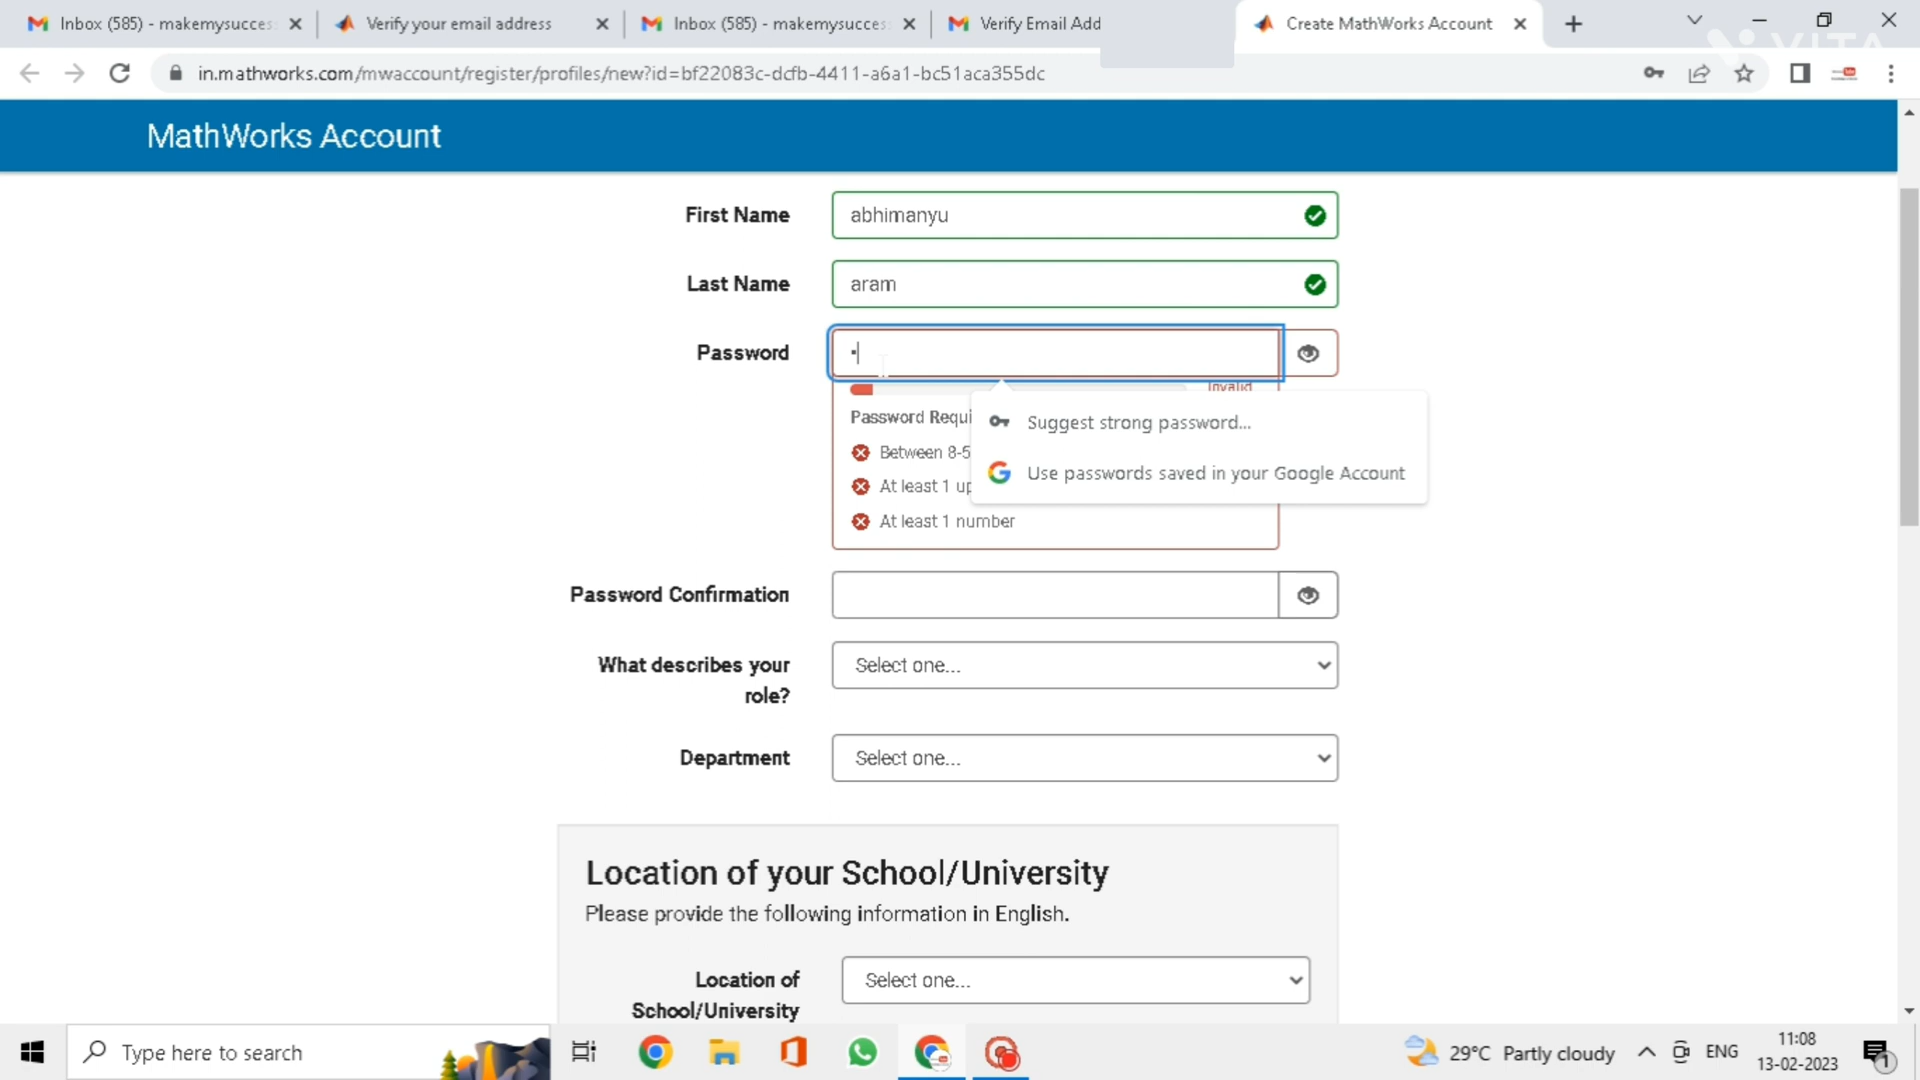 Inbox (585) - makemysucces
Verify your email address
Inbox (585) - makemysucces
Verify Email Add
Create MathWorks Account
VITA
in.mathworks.com/mwaccount/register/profiles/new?id=bf22083c-dcfb-4411-a6a1-bc51aca355dc
MathWorks Account
First Name
abhimanyu
Last Name
aram
Password
Invalid
Password Requi
Suggest strong password...
Between 8-5
Use passwords saved in your Google Account
At least 1 up
At least 1 number
Password Confirmation
What describes your
role?
Select one...
Department
Select one...
Location of your School/University
Please provide the following information in English.
Location of
School/University
Select one...
Type here to search
29°C Partly cloudy
ENG
11:08
13-02-2023
1